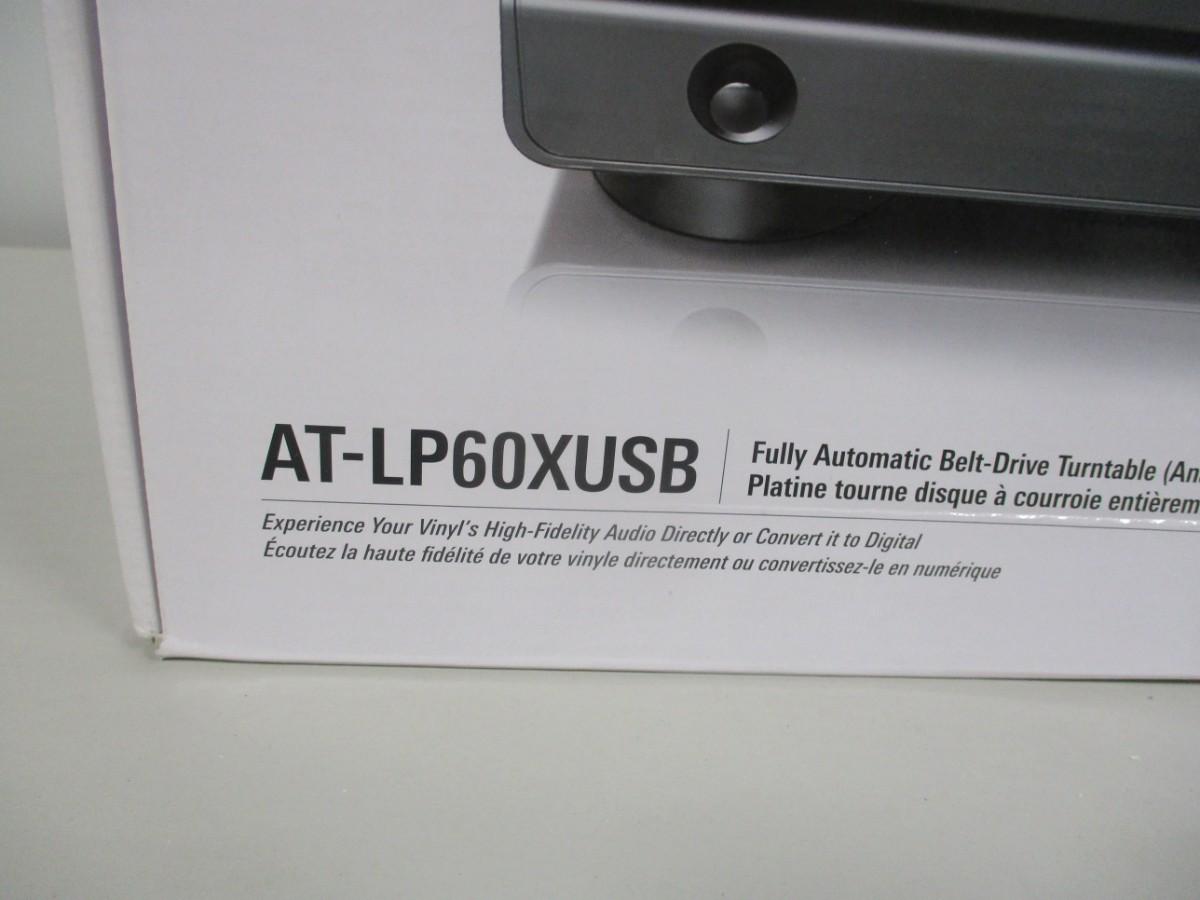 AT-LP60XUSB
Fully Automatic Belt-Drive Turntable
Platine tourne disque à courroie
Experience Your Vinyl's High-Fidelity Audio Directly or Convert it to Digital
Écoutez la haute fidélité de votre vinyle directement ou convertissez-le en numérique